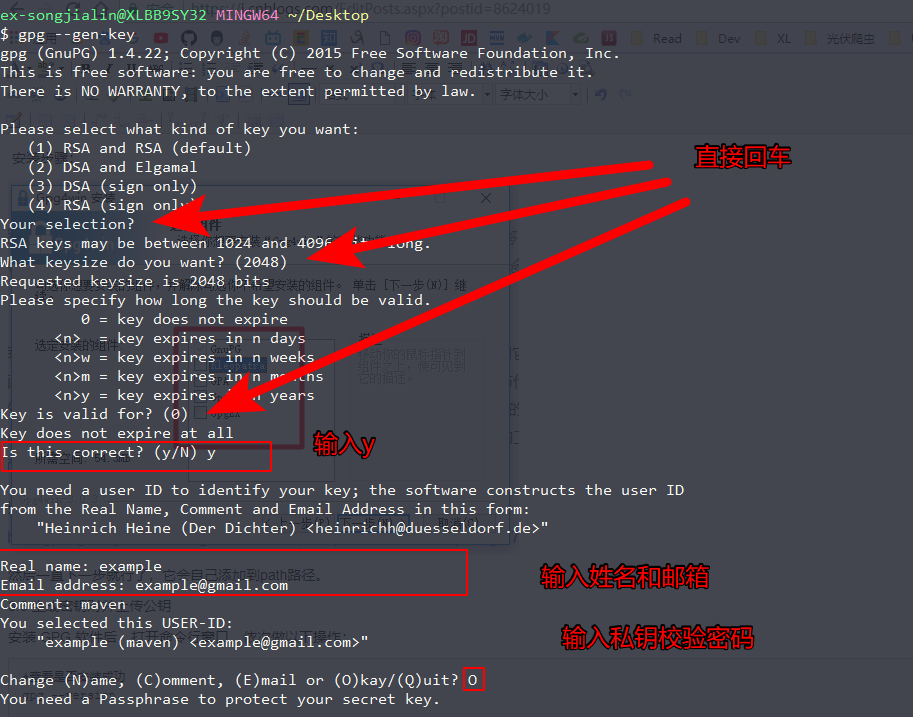 ex-songjialin@XLBB9SY32 MINGW64 ~/Desktop
$ gpg --gen-key
gpg (GnuPG) 1.4.22; Copyright (C) 2015 Free Software Foundation, Inc.
This is free software: you are free to change and redistribute it.
There is NO WARRANTY, to the extent permitted by law.
Please select what kind of key you want:
(1) RSA and RSA (default)
(2) DSA and Elgamal
(3) DSA (sign only)
(4) RSA (sign only)
直接回车
Your selection?
RSA keys may be between 1024 and 4096 long.
What keysize do you want? (2048)
Requested keysize is 2048 bits
Please specify how long the key should be valid.
0 = key does not expire
<n> = key expires in n days
<n>w = key expires in n weeks
<n>m = key expires in n months
<n>y = key expires in n years
Key is valid for? (0)
Key does not expire at all
Is this correct? (y/N) y
输入y
You need a user ID to identify your key; the software constructs the user ID
from the Real Name, Comment and Email Address in this form:
"Heinrich Heine (Der Dichter) <heinrichh@duesseldorf.de>"
Real name: example
Email address: example@gmail.com
输入姓名和邮箱
Comment: maven
You selected this USER-ID:
"example (maven) <example@gmail.com>"
输入私钥校验密码
Change (N)ame, (C)omment, (E)mail or (O)kay/(Q)uit? O
You need a Passphrase to protect your secret key.
Read
Dev
XL
光伏爬虫
字体大小